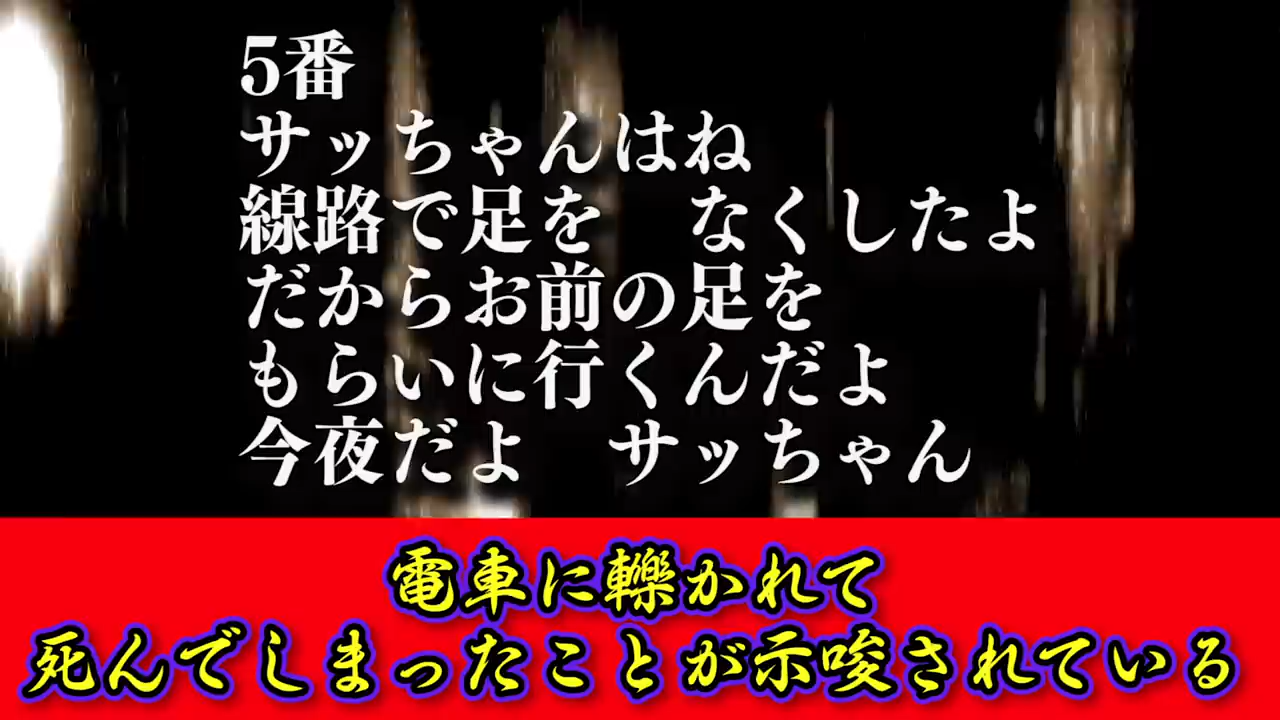 5番
サッちゃんはね
線路で足を　なくしたよ
だからお前の足を
もらいに行くんだよ
今夜だよ　サッちゃん
電車に轢かれて
死んでしまったことが示唆されている